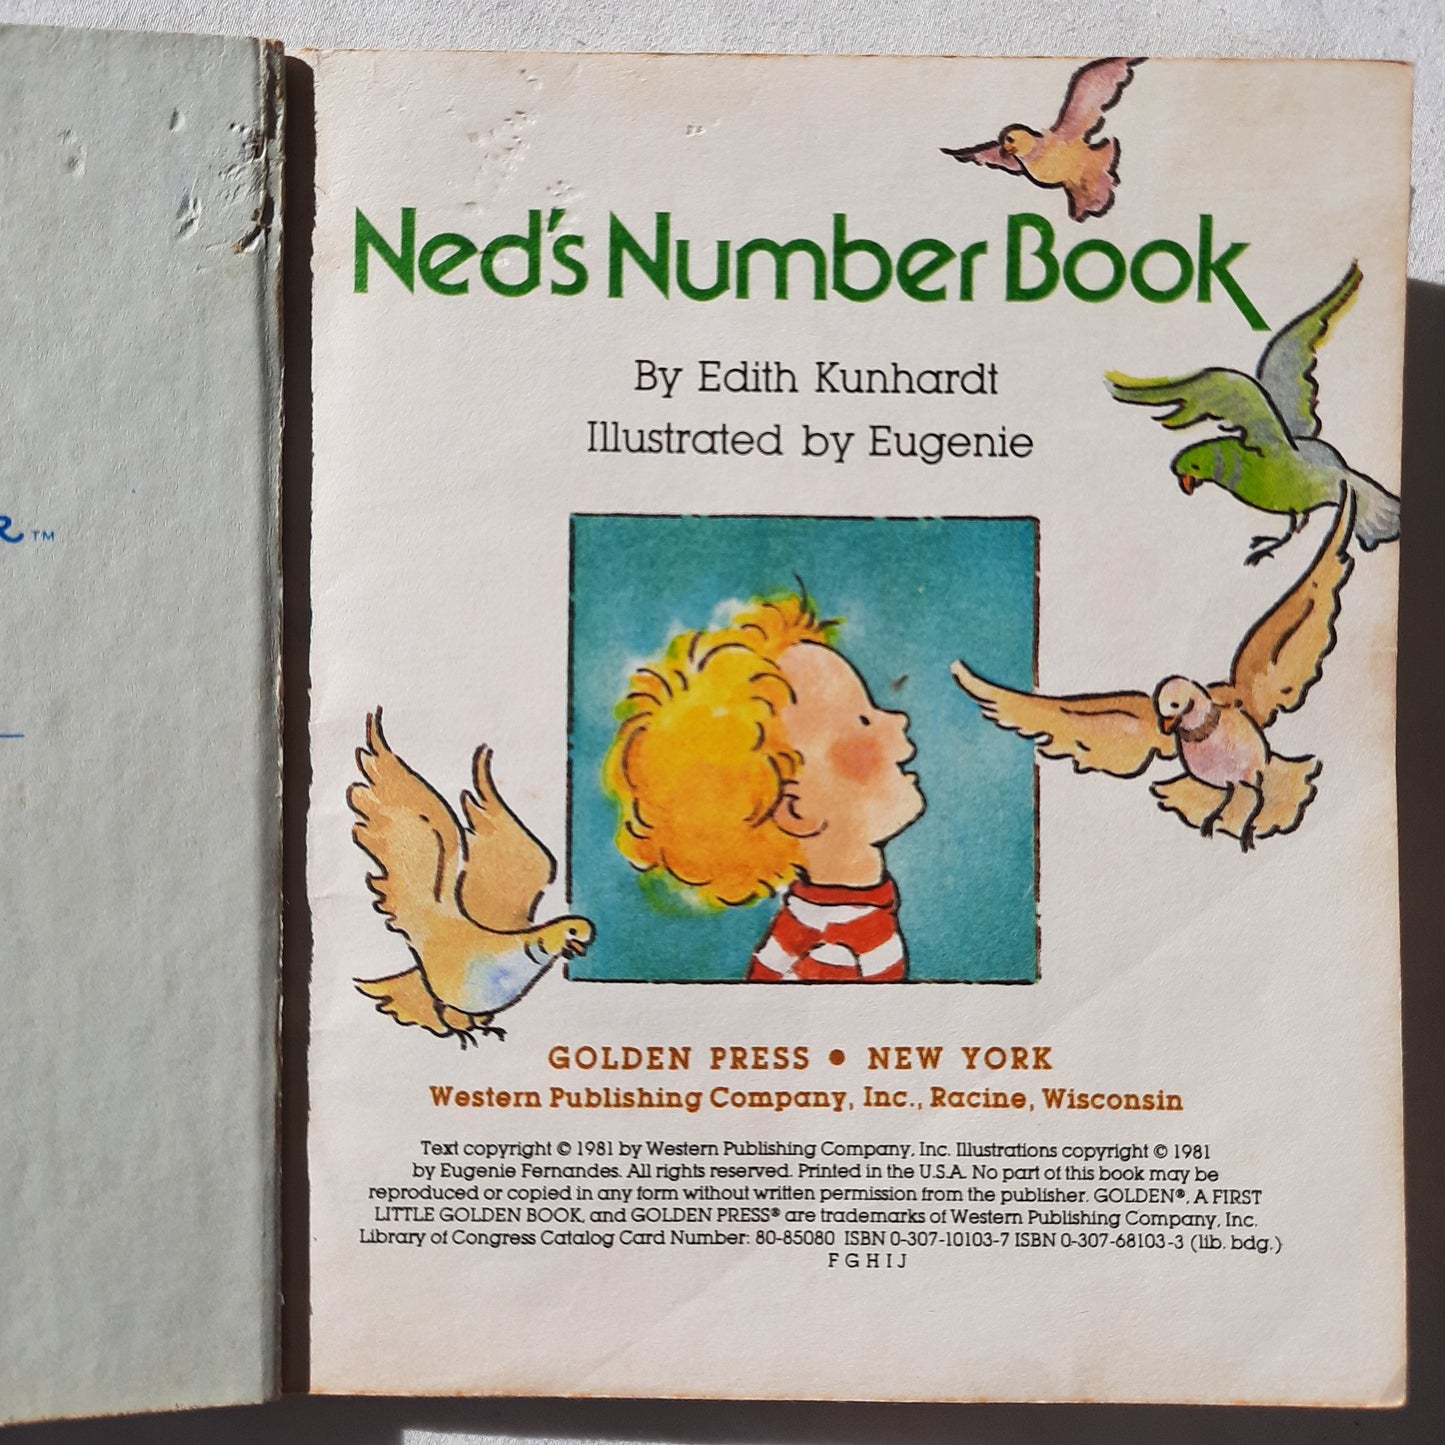 ™
Ned's Number Book
By Edith Kunhardt
Illustrated by Eugenie
GOLDEN PRESS • NEW YORK
Western Publishing Company, Inc., Racine, Wisconsin
Text copyright © 1981 by Western Publishing Company, Inc. Illustrations copyright © 1981
by Eugenie Fernandes. All rights reserved. Printed in the U.S.A. No part of this book may be
reproduced or copied in any form without written permission from the publisher. GOLDEN®, A FIRST
LITTLE GOLDEN BOOK, and GOLDEN PRESS® are trademarks of Western Publishing Company, Inc.
Library of Congress Catalog Card Number: 80-85080 ISBN 0-307-10103-7 ISBN 0-307-68103-3 (lib. bdg.)
F G H I J